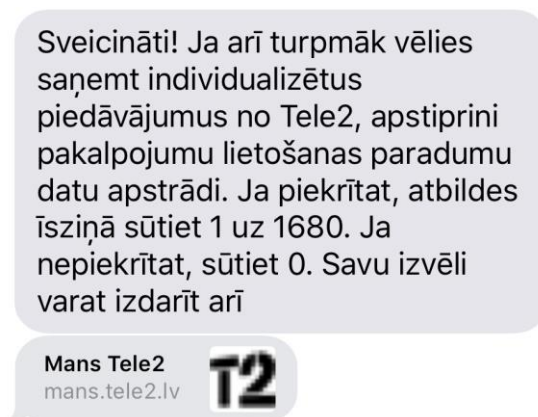 Sveicināti! Ja arī turpmāk vēlies
saņemt individualizētus
piedāvājumus no Tele2, apstiprini
pakalpojumu lietošanas paradumu
datu apstrādi. Ja piekrītat, atbildes
īsziņā sūtiet 1 uz 1680. Ja
nepiekrītat, sūtiet 0. Savu izvēli
varat izdarīt arī
Mans Tele2
mans.tele2.lv
T2